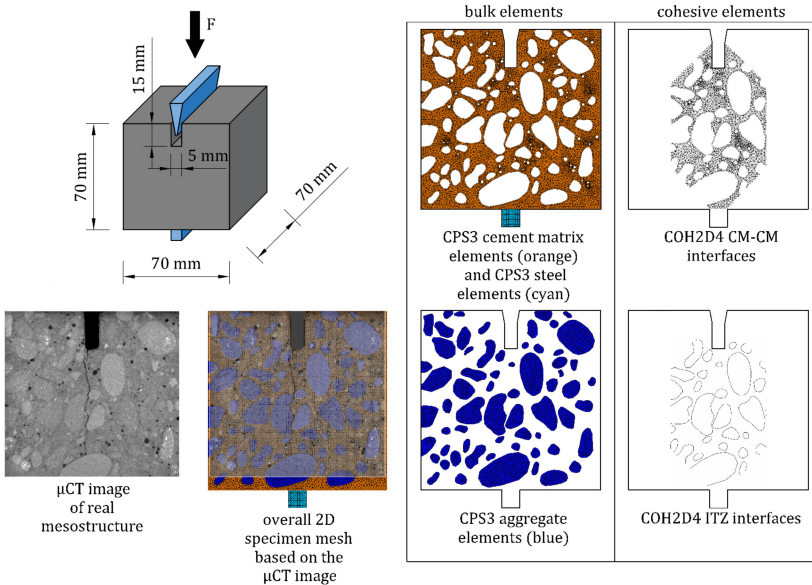 F
15 mm
5 mm
70 mm
70 mm
70 mm
μCT image
of real
mesostructure
overall 2D
specimen mesh
based on the
μCT image
bulk elements
cohesive elements
CPS3 cement matrix
elements (orange)
and CPS3 steel
elements (cyan)
COH2D4 CM-CM
interfaces
CPS3 aggregate
elements (blue)
COH2D4 ITZ interfaces